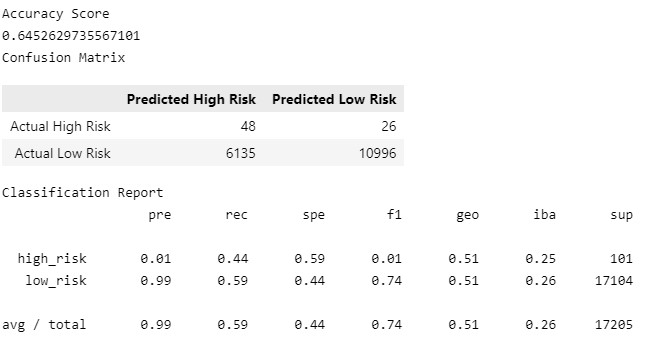 Accuracy Score
0.6452629735567101
Confusion Matrix
Predicted High Risk Predicted Low Risk
Actual High Risk 48 26
Actual Low Risk 6135 10996
Classification Report
pre rec spe f1 geo iba sup
high_risk 0.01 0.44 0.59 0.01 0.51 0.25 101
low_risk 0.99 0.59 0.44 0.74 0.51 0.26 17104
avg / total 0.99 0.59 0.44 0.74 0.51 0.26 17205